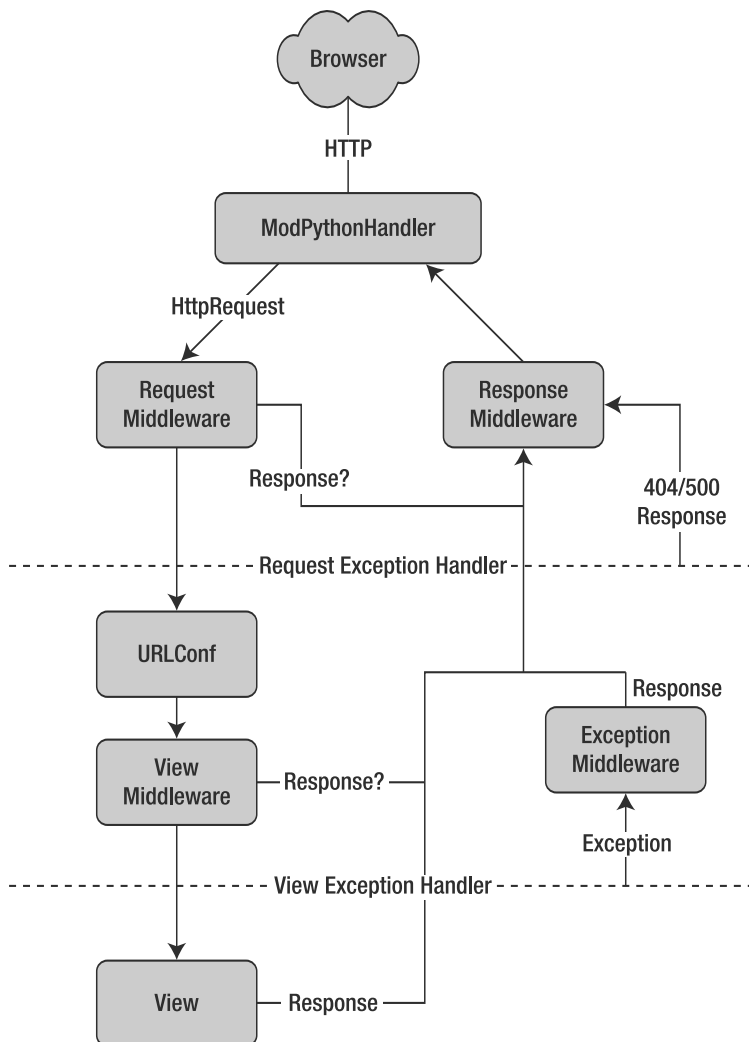 Browser
HTTP
ModPythonHandler
HttpRequest
Request
Middleware
Response
Middleware
Response?
404/500
Response
Request Exception Handler
URLConf
Response
View
Middleware
Response?
Exception
Middleware
Exception
View Exception Handler
View
Response